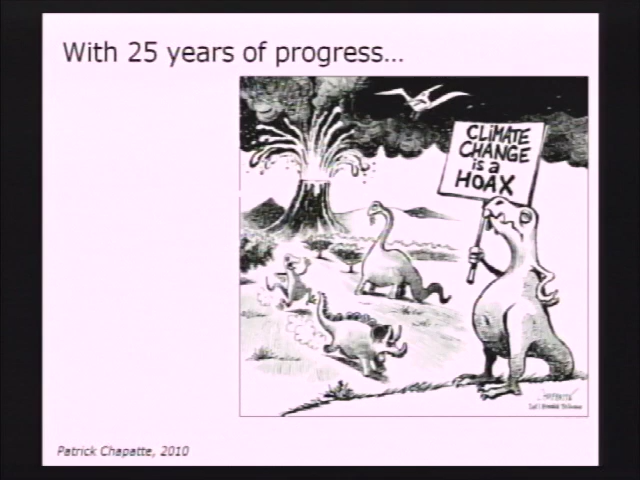 With 25 years of progress...
CLIMATE
CHANGE
is a
HOAX
Patrick Chapatte, 2010